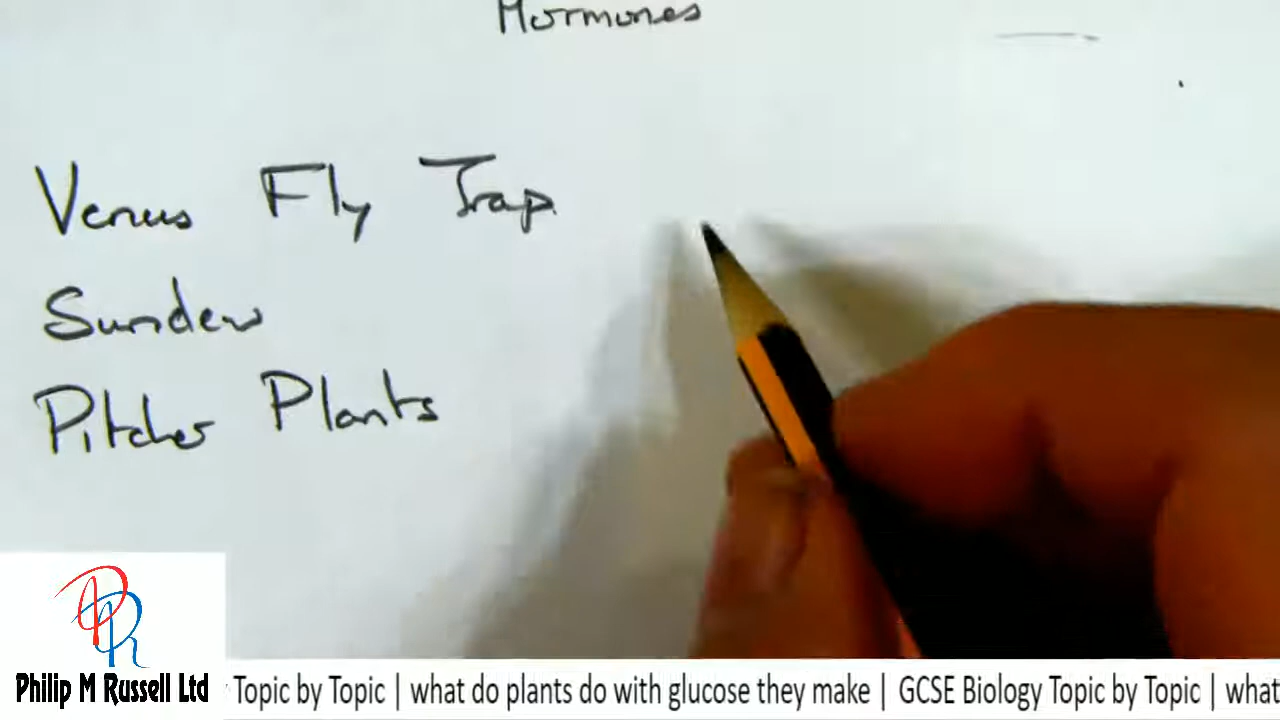 Hormones
Venus Fly Trap
Sundew
Pitcher Plants
Philip M Russell Ltd
Topic by Topic | what do plants do with glucose they make | GCSE Biology Topic by Topic | what